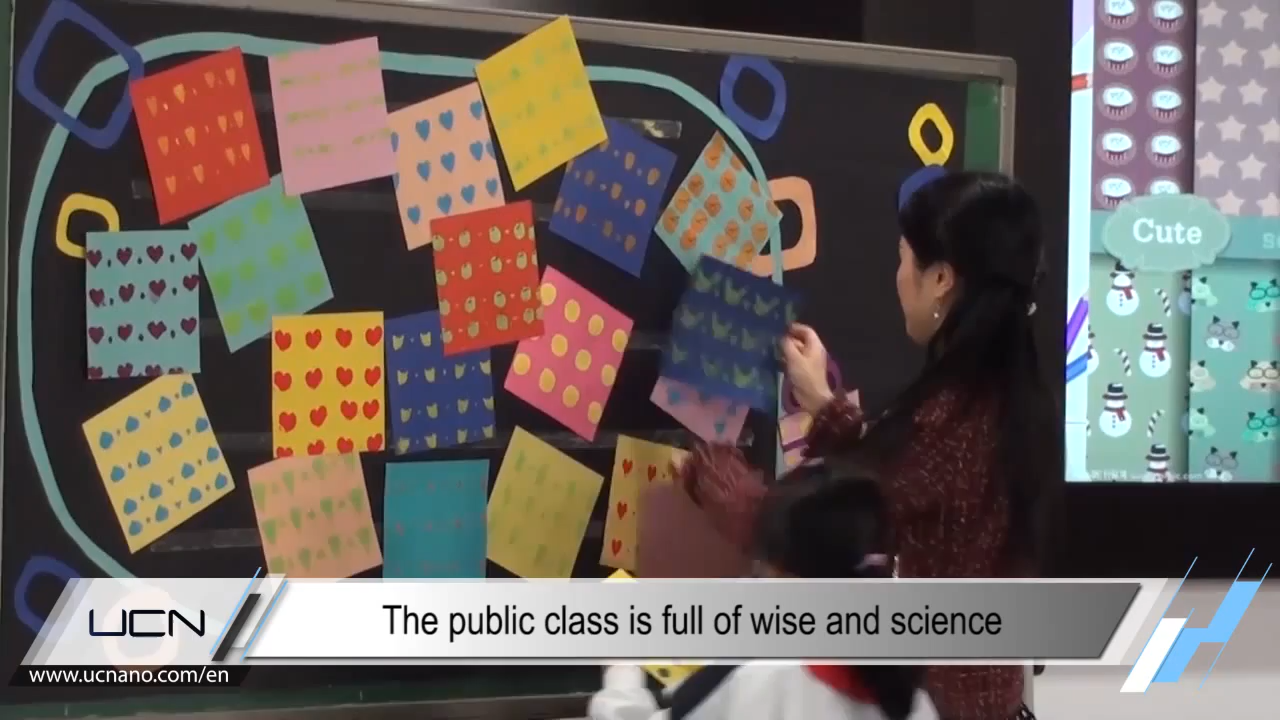 Cute
UCN
The public class is full of wise and science
www.ucnano.com/en